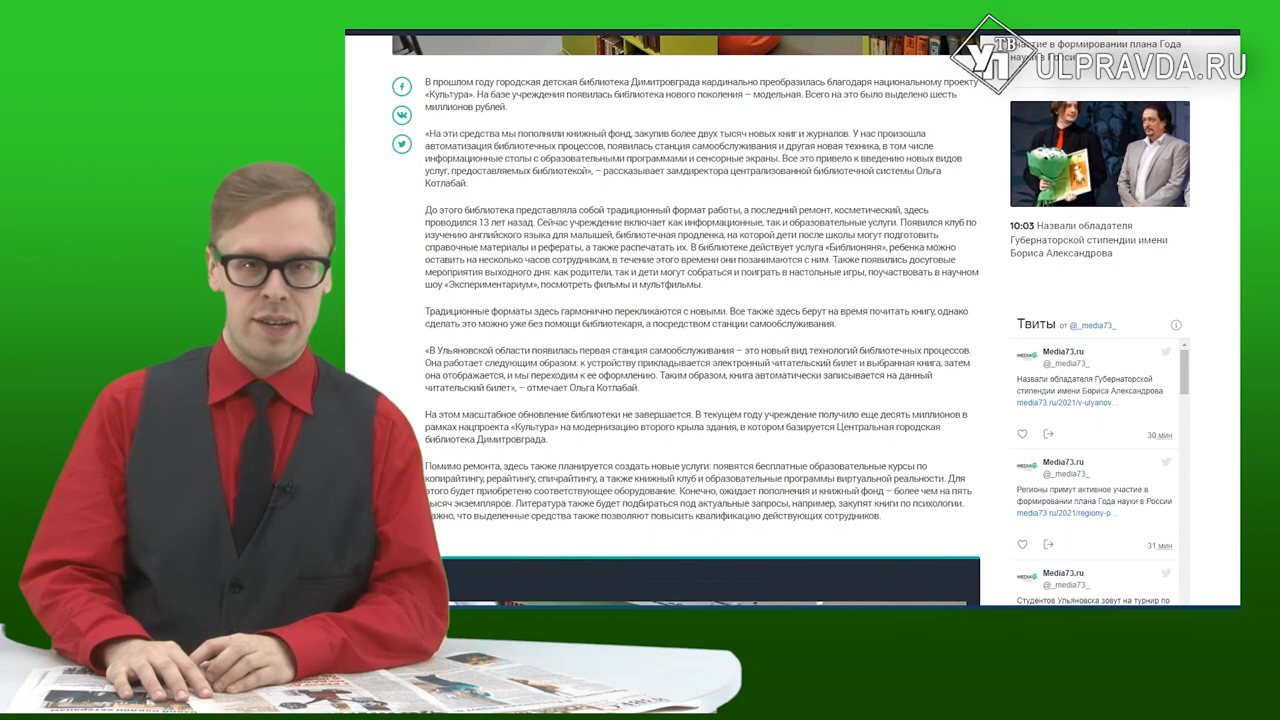 УП ТВ
ULPRAVDA.RU
В прошлом году городская детская библиотека Димитровграда кардинально преобразилась благодаря национальному проекту
«Культура». На базе учреждения появилась библиотека нового поколения – модельная. Всего на это было выделено шесть
миллионов рублей.
«На эти средства мы пополнили книжный фонд, закупив более двух тысяч новых книг и журналов. У нас произошла
автоматизация библиотечных процессов, появилась станция самообслуживания и другая новая техника, в том числе
информационные столы с образовательными программами и сенсорные экраны. Все это привело к введению новых видов
услуг, предоставляемых библиотекой», – рассказывает замдиректора централизованной библиотечной системы Ольга
Котлабай.
До этого библиотека представляла собой традиционный формат работы, а последний ремонт, косметический, здесь
проводился 13 лет назад. Сейчас учреждение включает как информационные, так и образовательные услуги. Появился клуб по
изучению английского языка для малышей, библиотечная продленка, на которой дети после школы могут подготовить
справочные материалы и рефераты, а также распечатать их. В библиотеке действует услуга «Библионяня», ребенка можно
оставить на несколько часов сотрудникам, в течение этого времени они позанимаются с ним. Также появились досуговые
мероприятия выходного дня: как родители, так и дети могут собраться и поиграть в настольные игры, поучаствовать в научном
шоу «Экспериментариум», посмотреть фильмы и мультфильмы.
Традиционные форматы здесь гармонично перекликаются с новыми. Все также здесь берут на время почитать книгу, однако
сделать это можно уже без помощи библиотекаря, а посредством станции самообслуживания.
«В Ульяновской области появилась первая станция самообслуживания – это новый вид технологий библиотечных процессов.
Она работает следующим образом: к устройству прикладывается электронный читательский билет и выбранная книга, затем
она отображается, и мы переходим к ее оформлению. Таким образом, книга автоматически записывается на данный
читательский билет», – отмечает Ольга Котлабай.
На этом масштабное обновление библиотеки не завершается. В текущем году учреждение получило еще десять миллионов в
рамках нацпроекта «Культура» на модернизацию второго крыла здания, в котором базируется Центральная городская
библиотека Димитровграда.
Помимо ремонта, здесь также планируется создать новые услуги: появятся бесплатные образовательные курсы по
копирайтингу, рерайтингу, спичрайтингу, а также книжный клуб и образовательные программы виртуальной реальности. Для
этого будет приобретено соответствующее оборудование. Конечно, ожидает пополнения и книжный фонд – более чем на пять
тысяч экземпляров. Литература также будет подбираться под актуальные запросы, например, закупят книги по психологии.
ажно, что выделенные средства также позволяют повысить квалификацию действующих сотрудников.
участие в формировании плана Года
10:03 Назвали обладателя
Губернаторской стипендии имени
Бориса Александрова
Твиты от @_media73_
Media73.ru
@_media73_
Назвали обладателя Губернаторской
стипендии имени Бориса Александрова
media73.ru/2021/v-ulyanov…
30 мин
Media73.ru
@_media73_
Регионы примут активное участие в
формировании плана Года науки в России
media73.ru/2021/regiony-p…
31 мин
Media73.ru
@_media73_
Студентов Ульяновска зовут на турнир по